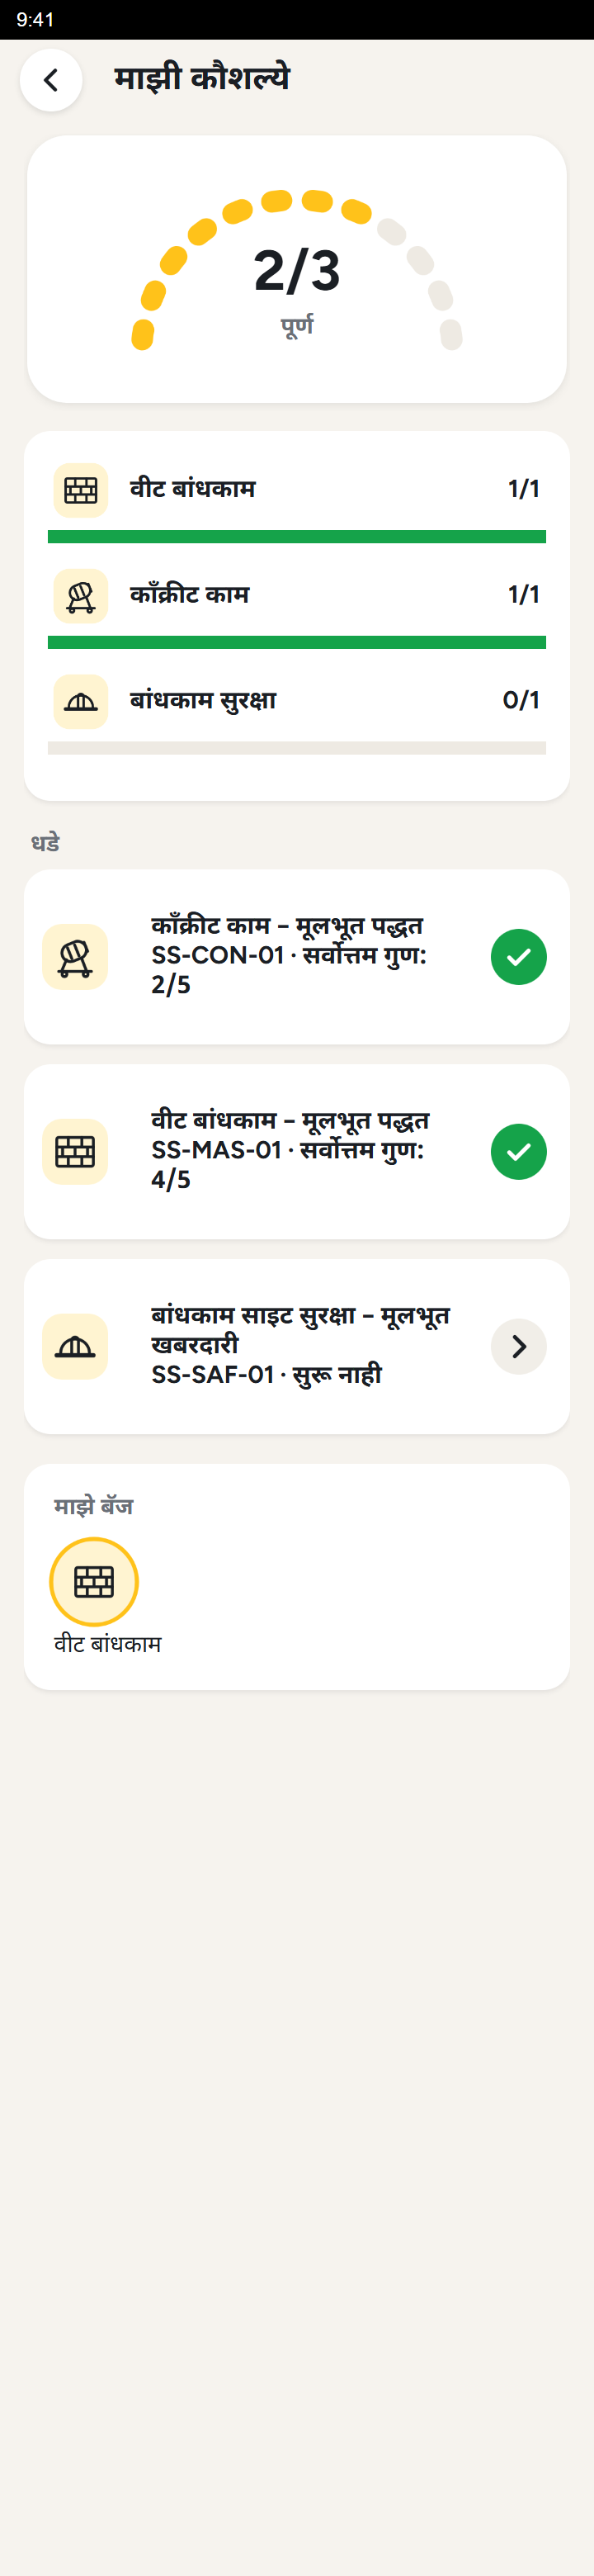 9:41
माझी कौशल्ये
2/3
पूर्ण
वीट बांधकाम 1/1
काँक्रीट काम 1/1
बांधकाम सुरक्षा 0/1
धडे
काँक्रीट काम – मूलभूत पद्धत
SS-CON-01 · सर्वोत्तम गुण:
2/5
वीट बांधकाम – मूलभूत पद्धत
SS-MAS-01 · सर्वोत्तम गुण:
4/5
बांधकाम साइट सुरक्षा – मूलभूत
खबरदारी
SS-SAF-01 · सुरू नाही
माझे बॅज
वीट बांधकाम